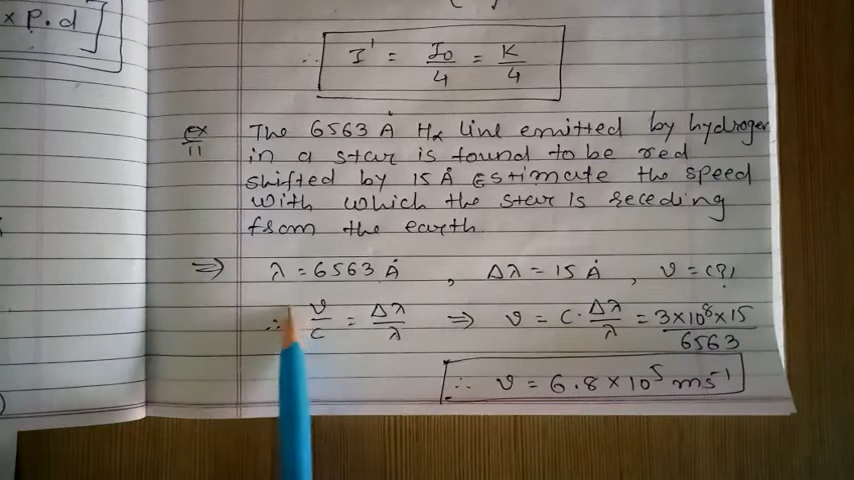 × P.d]
∴ I' = I₀/4 = K/4
ex/11 The 6563 Å Hα line emitted by hydrogen
in a star is found to be red
shifted by 15 Å Estimate the speed
with which the star is receding
from the earth.
⇒ λ = 6563 Å , Δλ = 15 Å , v = (?)
∴ v/c = Δλ/λ ⇒ v = c · Δλ/λ = 3×10⁸×15/6563
∴ v = 6.8 × 10⁵ ms⁻¹